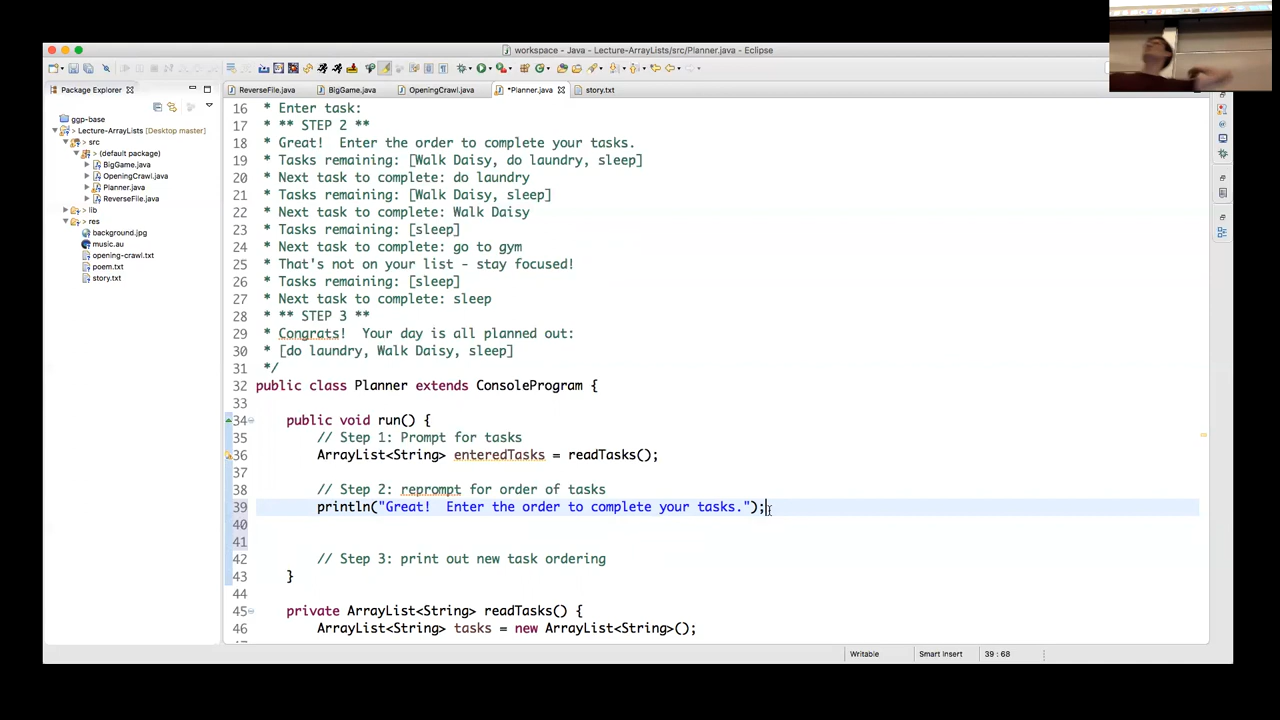 workspace - Java - Lecture-ArrayLists/src/Planner.java - Eclipse
Package Explorer
ReverseFile.java
BigGame.java
OpeningCrawl.java
*Planner.java
story.txt
ggp-base
Lecture-ArrayLists [Desktop master]
src
(default package)
BigGame.java
OpeningCrawl.java
Planner.java
ReverseFile.java
lib
res
background.jpg
music.au
opening-crawl.txt
poem.txt
story.txt
16 * Enter task:
17 * ** STEP 2 **
18 * Great!  Enter the order to complete your tasks.
19 * Tasks remaining: [Walk Daisy, do laundry, sleep]
20 * Next task to complete: do laundry
21 * Tasks remaining: [Walk Daisy, sleep]
22 * Next task to complete: Walk Daisy
23 * Tasks remaining: [sleep]
24 * Next task to complete: go to gym
25 * That's not on your list - stay focused!
26 * Tasks remaining: [sleep]
27 * Next task to complete: sleep
28 * ** STEP 3 **
29 * Congrats!  Your day is all planned out:
30 * [do laundry, Walk Daisy, sleep]
31 */
32 public class Planner extends ConsoleProgram {
33
34 public void run() {
35 // Step 1: Prompt for tasks
36 ArrayList<String> enteredTasks = readTasks();
37
38 // Step 2: reprompt for order of tasks
39 println("Great!  Enter the order to complete your tasks.");
40
41
42 // Step 3: print out new task ordering
43 }
44
45 private ArrayList<String> readTasks() {
46 ArrayList<String> tasks = new ArrayList<String>();
Writable
Smart Insert
39 : 68